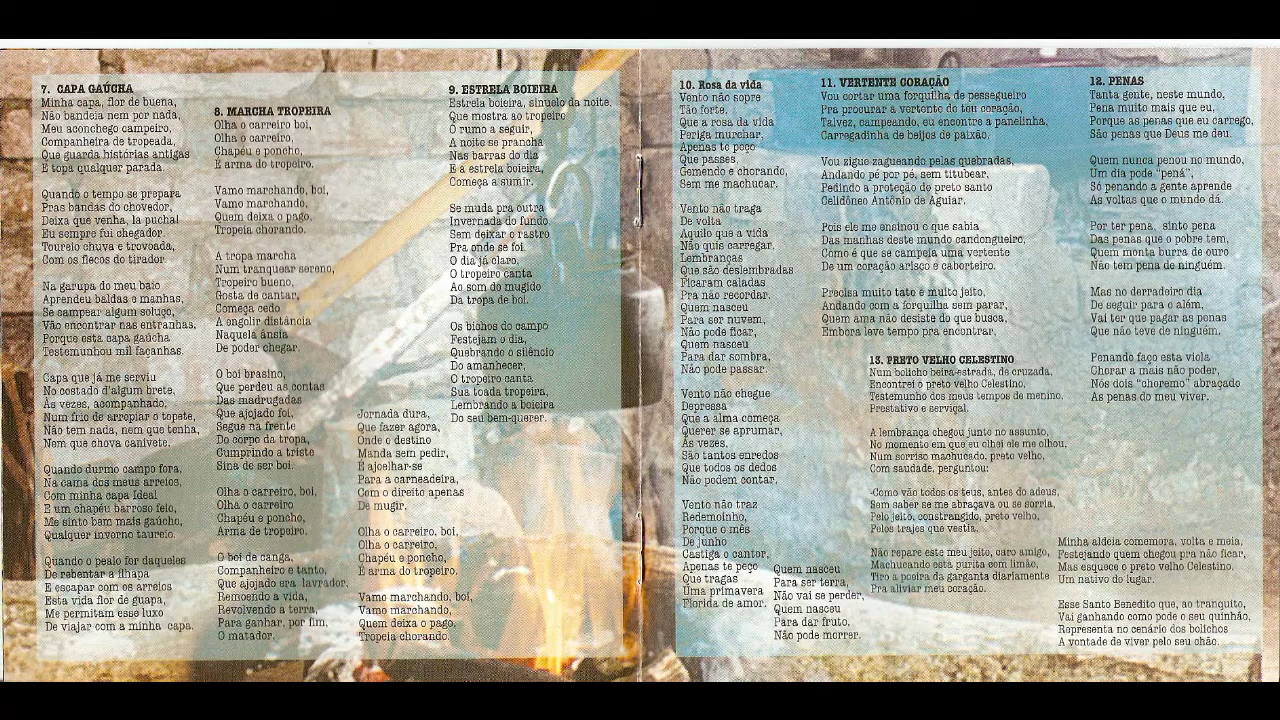 7. CAPA GAÚCHA
Minha capa, flor de buena,
Não bandeia nem por nada,
Meu aconchego campeiro,
Companheira de tropeada,
Que guarda histórias antigas
E topa qualquer parada.

Quando o tempo se prepara
Pras bandas do chovedor,
Deixa que venha, la pucha!
Eu sempre fui chegador.
Toureio chuva e trovoada,
Com os flecos do tirador.

Na garupa do meu baio
Aprendeu baldas e manhas,
Se campear algum soluço,
Vão encontrar nas entranhas,
Porque esta capa gaúcha
Testemunhou mil façanhas.

Capa que já me serviu
No costado d'algum brete.
Às vezes, acompanhado,
Num frio de arrepiar o topete,
Não tem nada, nem que tenha,
Nem que chova canivete.

Quando durmo campo fora,
Na cama dos meus arreios,
Com minha capa Ideal
E um chapéu barroso feio,
Me sinto bem mais gaúcho,
Qualquer inverno taureio.

Quando o pealo for daqueles
De rebentar a ilhapa
E escapar com os arreios
Esta vida flor de guapa,
Me permitam esse luxo
De viajar com a minha capa.

8. MARCHA TROPEIRA
Olha o carreiro boi,
Olha o carreiro,
Chapéu e poncho,
É arma do tropeiro.

Vamo marchando, boi,
Vamo marchando,
Quem deixa o pago,
Tropeia chorando.

A tropa marcha
Num tranquear sereno,
Tropeiro bueno,
Gosta de cantar,
Começa cedo
A engolir distância
Naquela ânsia
De poder chegar.

O boi brasino,
Que perdeu as contas
Das madrugadas
Que ajojado foi,
Segue na frente
Do corpo da tropa,
Cumprindo a triste
Sina de ser boi.

Olha o carreiro, boi,
Olha o carreiro
Chapéu e poncho,
Arma de tropeiro.

O boi de canga,
Companheiro e tanto,
Que ajojado era lavrador,
Remoendo a vida,
Revolvendo a terra,
Para ganhar, por fim,
O matador.

Jornada dura,
Que fazer agora,
Onde o destino
Manda sem pedir,
É ajoelhar-se
Para a carneadeira,
Com o direito apenas
De mugir.

Olha o carreiro, boi,
Olha o carreiro,
Chapéu e poncho,
É arma do tropeiro.

Vamo marchando, boi,
Vamo marchando,
Quem deixa o pago,
Tropeia chorando.

9. ESTRELA BOIEIRA
Estrela boieira, sinuelo da noite,
Que mostra ao tropeiro
O rumo a seguir,
A noite se prancha
Nas barras do dia
E a estrela boieira,
Começa a sumir.

Se muda pra outra
Invernada do fundo
Sem deixar o rastro
Pra onde se foi.
O dia já claro,
O tropeiro canta
Ao som do mugido
Da tropa de boi.

Os bichos do campo
Festejam o dia,
Quebrando o silêncio
Do amanhecer,
O tropeiro canta
Sua toada tropeira,
Lembrando a boieira
Do seu bem-querer.

10. Rosa da vida
Vento não sopre
Tão forte,
Que a rosa da vida
Periga murchar,
Apenas te peço
Que passes,
Gemendo e chorando,
Sem me machucar.

Vento não traga
De volta
Aquilo que a vida
Não quis carregar,
Lembranças
Que são deslembradas
Ficaram caladas
Pra não recordar.
Quem nasceu
Para ser nuvem,
Não pode ficar,
Quem nasceu
Para dar sombra,
Não pode passar.

Vento não chegue
Depressa
Que a alma começa
Querer se aprumar,
Às vezes,
São tantos enredos
Que todos os dedos
Não podem contar.

Vento não traz
Redemoinho,
Porque o mês
De junho
Castiga o cantor,
Apenas te peço
Que tragas
Uma primavera
Florida de amor.

Quem nasceu
Para ser terra,
Não vai se perder,
Quem nasceu
Para dar fruto,
Não pode morrer.

11. VERTENTE CORAÇÃO
Vou cortar uma forquilha de pessegueiro
Pra procurar a vertente do teu coração,
Talvez, campeando, eu encontre a panelinha,
Carregadinha de beijos de paixão.

Vou zigue zagueando pelas quebradas,
Andando pé por pé, sem titubear,
Pedindo a proteção do preto santo
Celidôneo Antônio de Aguiar.

Pois ele me ensinou o que sabia
Das manhas deste mundo candongueiro,
Como é que se campeia uma vertente
De um coração arisco e caborteiro.

Precisa muito tate e muito jeito,
Andando com a forquilha sem parar,
Quem ama não desiste do que busca,
Embora leve tempo pra encontrar.

12. PENAS
Tanta gente, neste mundo,
Pena muito mais que eu,
Porque as penas que eu carrego,
São penas que Deus me deu.

Quem nunca penou no mundo,
Um dia pode "pená",
Só penando a gente aprende
As voltas que o mundo dá.

Por ter pena, sinto pena
Das penas que o pobre tem,
Quem monta burra de ouro
Não tem pena de ninguém.

Mas no derradeiro dia
De seguir para o além,
Vai ter que pagar as penas
Que não teve de ninguém.

Penando faço esta viola
Chorar a mais não poder,
Nós dois "choremo" abraçado
As penas do meu viver.

13. PRETO VELHO CELESTINO
Num bolicho beira-estrada, de cruzada,
Encontrei o preto velho Celestino,
Testemunho dos meus tempos de menino,
Prestativo e serviçal.

A lembrança chegou junto no assunto,
No momento em que eu olhei ele me olhou,
Num sorriso machucado, preto velho,
Com saudade, perguntou:

-Como vão todos os teus, antes do adeus,
Sem saber se me abraçava ou se sorria,
Pelo jeito, constrangido, preto velho,
Pelos trajes que vestia.

Não repare este meu jeito, caro amigo,
Machucando esta purita com limão,
Tiro a poeira da garganta diariamente
Pra aliviar meu coração.

Minha aldeia comemora, volta e meia,
Festejando quem chegou pra não ficar,
Mas esquece o preto velho Celestino.
Um nativo do lugar.

Esse Santo Benedito que, ao tranquito,
Vai ganhando como pode o seu quinhão,
Representa no cenário dos bolichos
A vontade de viver pelo seu chão.